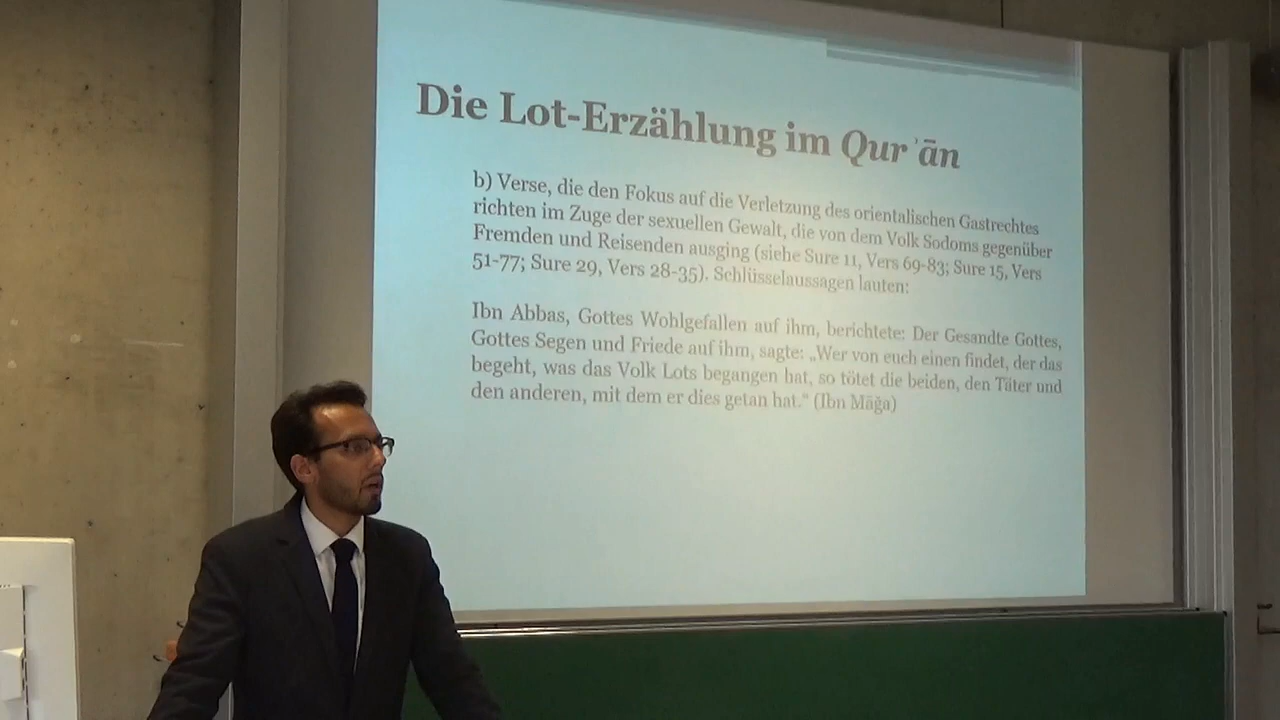 Die Lot-Erzählung im Qurʾān
b) Verse, die den Fokus auf die Verletzung des orientalischen Gastrechtes
richten im Zuge der sexuellen Gewalt, die von dem Volk Sodoms gegenüber
Fremden und Reisenden ausging (siehe Sure 11, Vers 69-83; Sure 15, Vers
51-77; Sure 29, Vers 28-35). Schlüsselaussagen lauten:
Ibn Abbas, Gottes Wohlgefallen auf ihm, berichtete: Der Gesandte Gottes,
Gottes Segen und Friede auf ihm, sagte: „Wer von euch einen findet, der das
begeht, was das Volk Lots begangen hat, so tötet die beiden, den Täter und
den anderen, mit dem er dies getan hat.“ (Ibn Māğa)